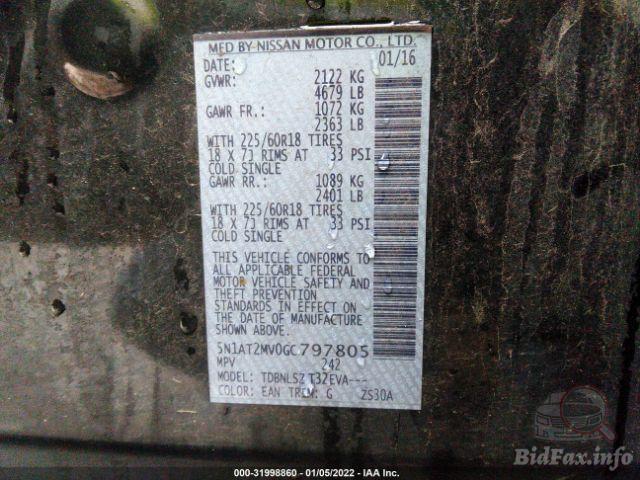 MFD BY NISSAN MOTOR CO., LTD.
DATE: 01/16
GVWR: 2122 KG
4679 LB
GAWR FR.: 1072 KG
2363 LB
WITH 225/60R18 TIRES
18 X 7J RIMS AT 33 PSI
COLD SINGLE
GAWR RR.: 1089 KG
2401 LB
WITH 225/60R18 TIRES
18 X 7J RIMS AT 33 PSI
COLD SINGLE
THIS VEHICLE CONFORMS TO
ALL APPLICABLE FEDERAL
MOTOR VEHICLE SAFETY AND
THEFT PREVENTION
STANDARDS IN EFFECT ON
THE DATE OF MANUFACTURE
SHOWN ABOVE.
5N1AT2MV0GC797805
MPV 242
MODEL: TDBNLSZ T32EVA---
COLOR: EAN TRIM: G ZS30A
000-31998860 - 01/05/2022 - IAA Inc.
BidFax.info